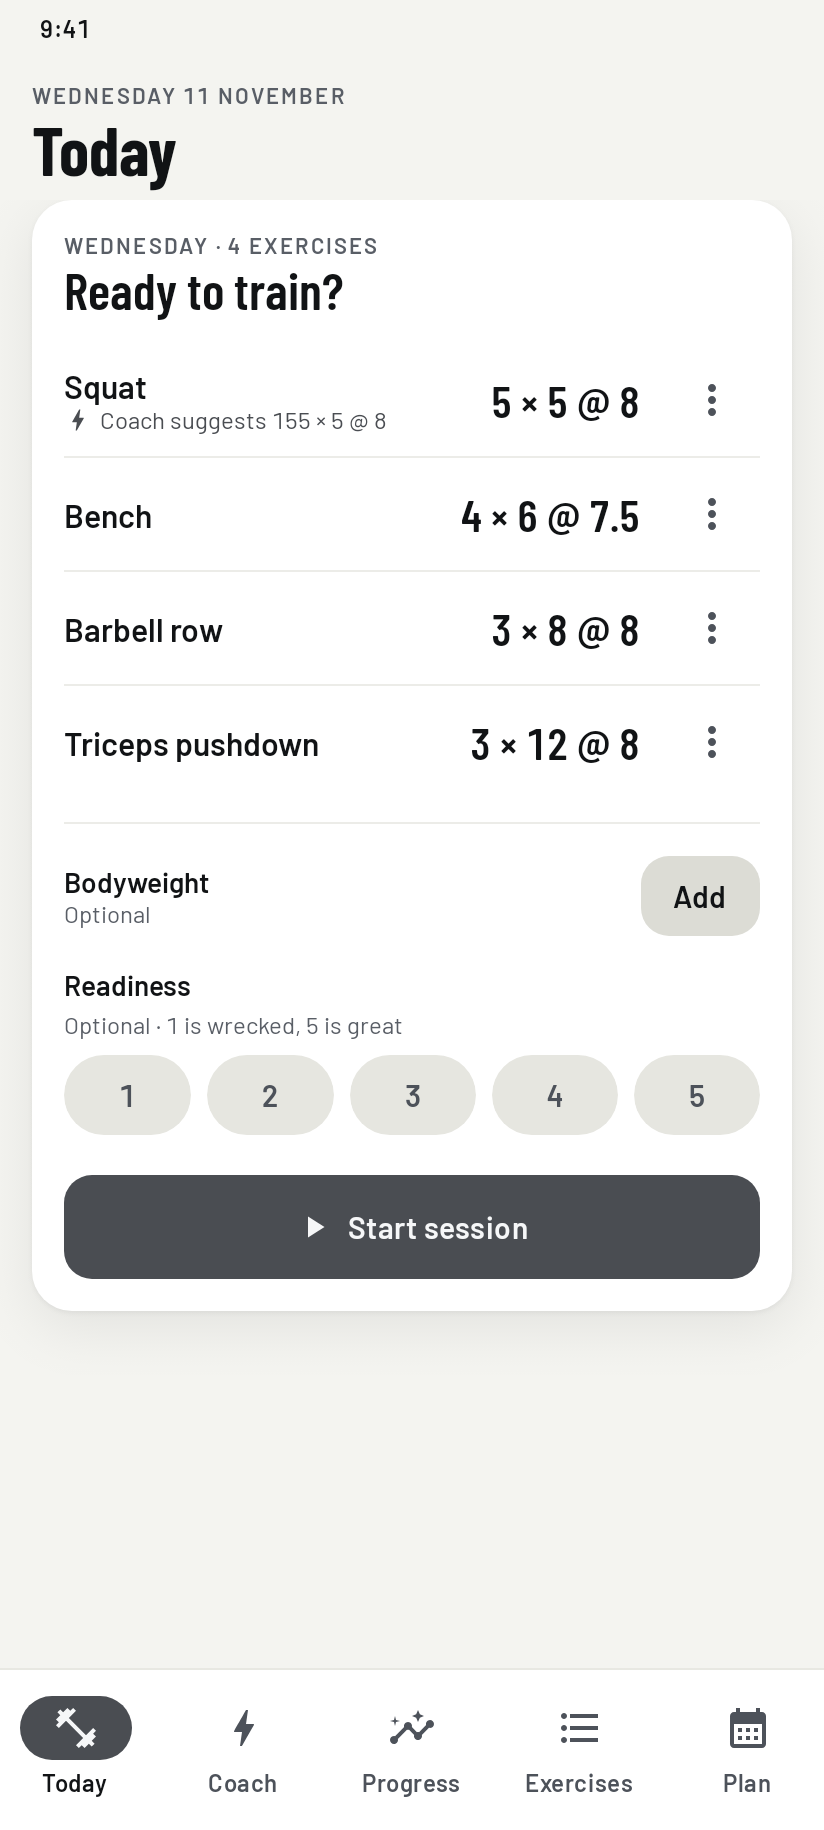 9:41
WEDNESDAY 11 NOVEMBER
Today
WEDNESDAY · 4 EXERCISES
Ready to train?
Squat
5 × 5 @ 8
Coach suggests 155 × 5 @ 8
Bench
4 × 6 @ 7.5
Barbell row
3 × 8 @ 8
Triceps pushdown
3 × 12 @ 8
Bodyweight
Optional
Add
Readiness
Optional · 1 is wrecked, 5 is great
1 2 3 4 5
Start session
Today Coach Progress Exercises Plan